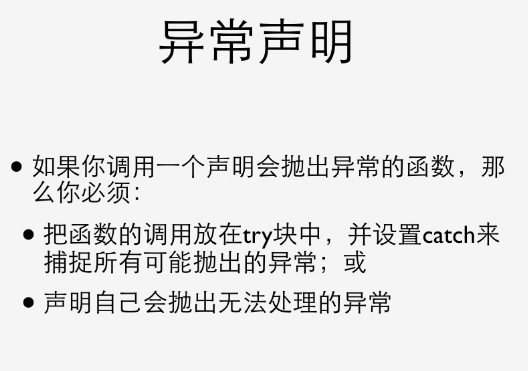 异常声明
• 如果你调用一个声明会抛出异常的函数，那
么你必须：
• 把函数的调用放在try块中，并设置catch来
捕捉所有可能抛出的异常；或
• 声明自己会抛出无法处理的异常